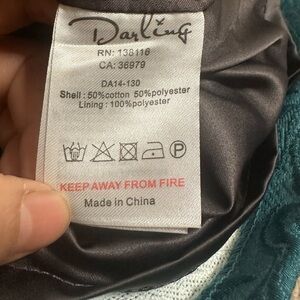 Darling
RN: 138116
CA: 36979
DA14-130
Shell : 50%cotton 50%polyester
Lining : 100%polyester
P
KEEP AWAY FROM FIRE
Made in China